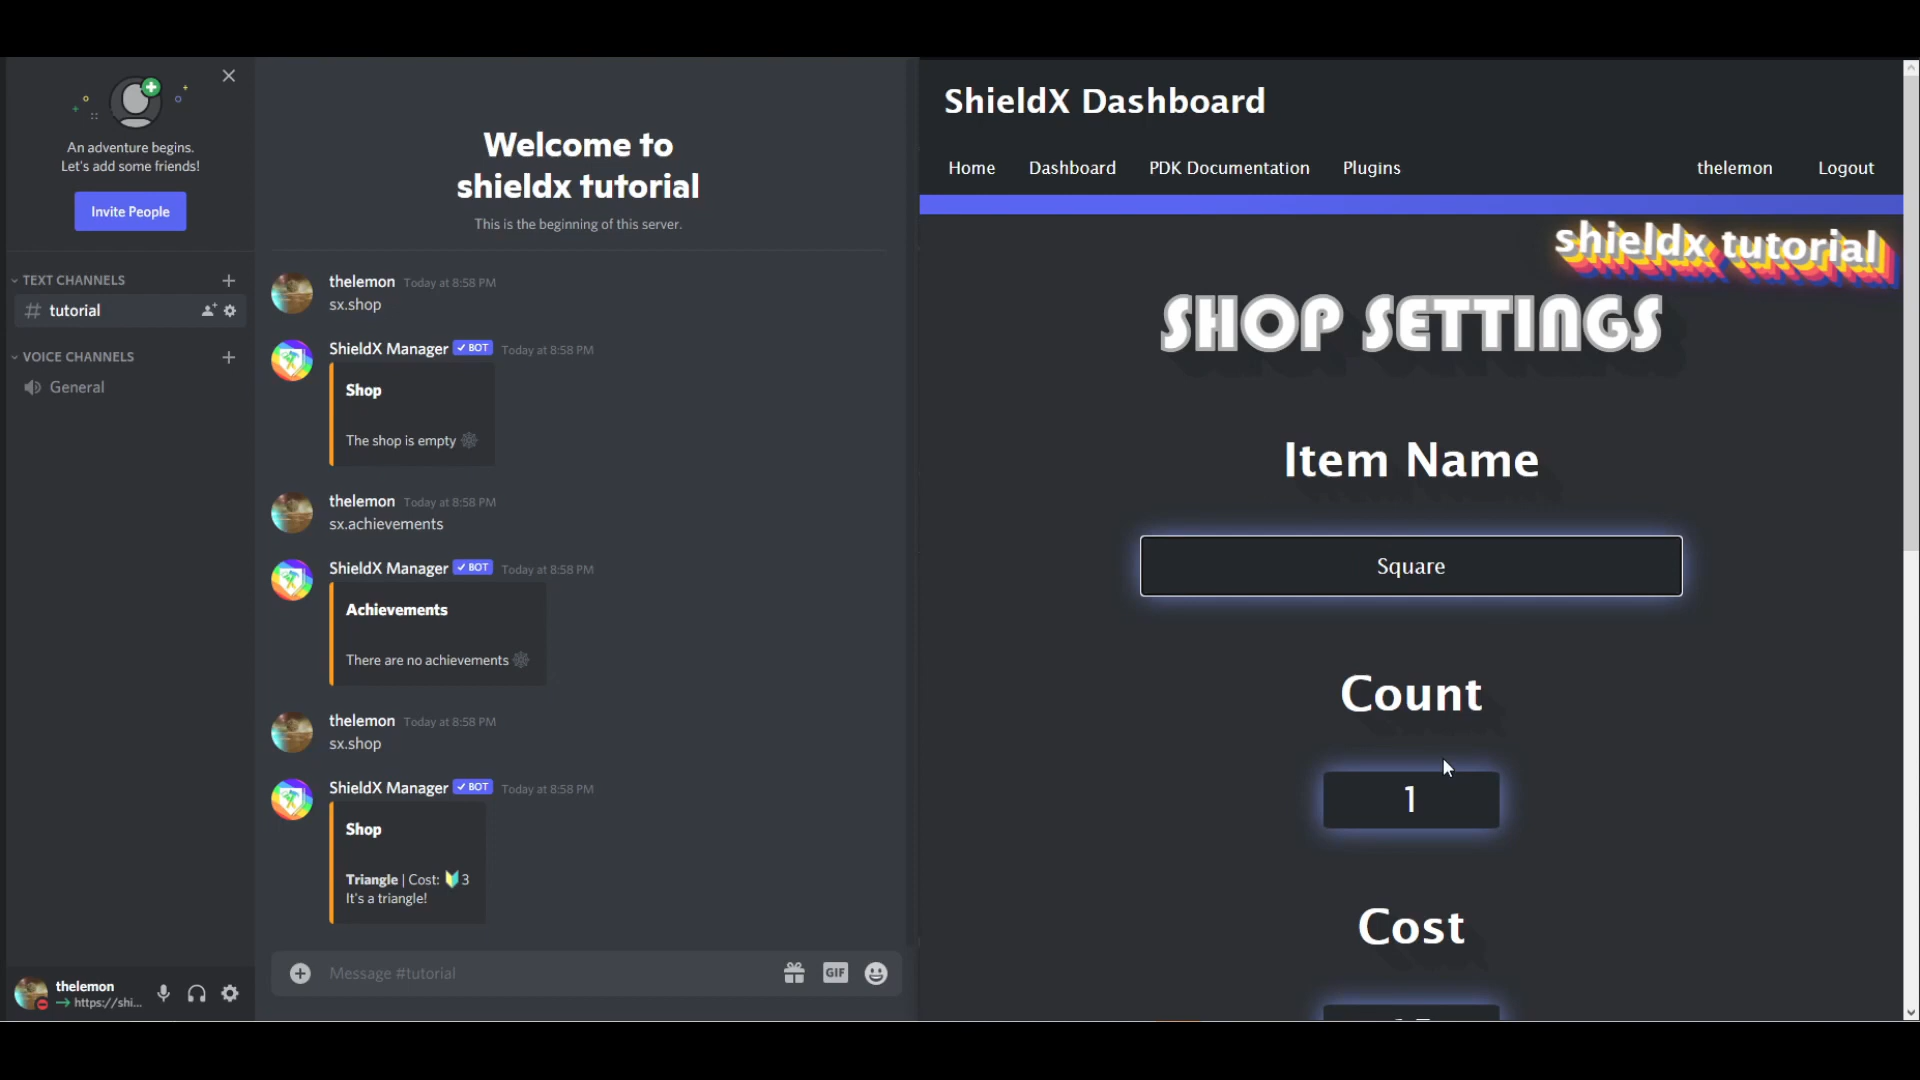 An adventure begins.
Let's add some friends!
Invite People
TEXT CHANNELS
tutorial
VOICE CHANNELS
General
thelemon
https://shi...
Welcome to
shieldx tutorial
This is the beginning of this server.
thelemon Today at 8:58 PM
sx.shop
ShieldX Manager BOT Today at 8:58 PM
Shop
The shop is empty
thelemon Today at 8:58 PM
sx.achievements
ShieldX Manager BOT Today at 8:58 PM
Achievements
There are no achievements
thelemon Today at 8:58 PM
sx.shop
ShieldX Manager BOT Today at 8:58 PM
Shop
Triangle | Cost: 3
It's a triangle!
Message #tutorial
GIF
ShieldX Dashboard
Home Dashboard PDK Documentation Plugins thelemon Logout
shieldx tutorial
SHOP SETTINGS
Item Name
Square
Count
1
Cost